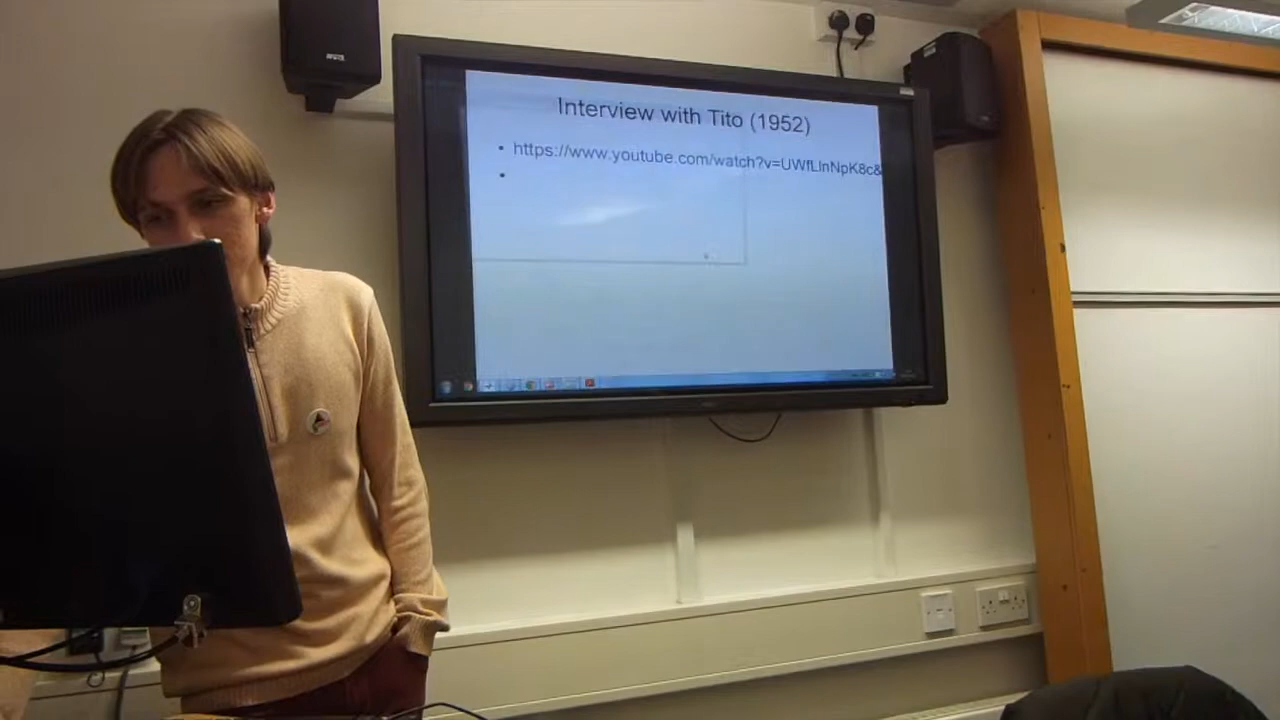 Interview with Tito (1952)
• https://www.youtube.com/watch?v=UWfLlnNpK8c&
•